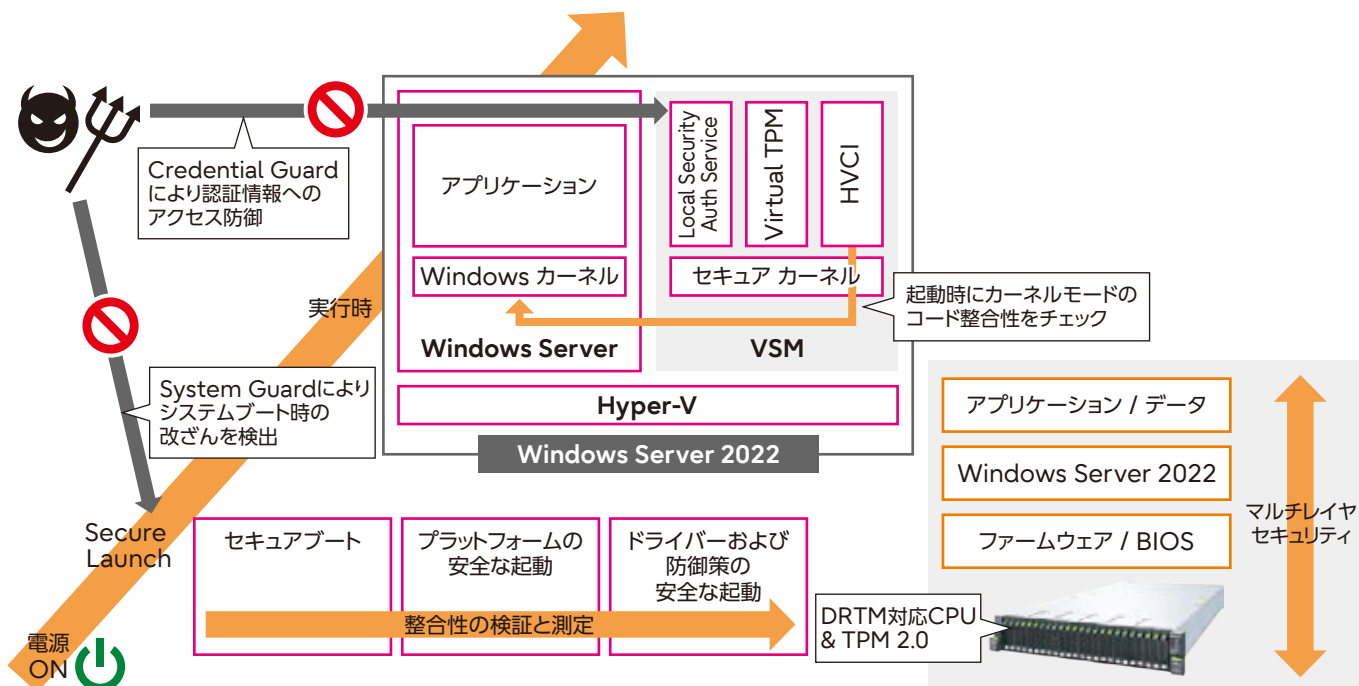 Credential Guard
により認証情報への
アクセス防御
アプリケーション
Windows カーネル
Windows Server
Local Security
Auth Service
Virtual TPM
HVCI
セキュア カーネル
VSM
起動時にカーネルモードの
コード整合性をチェック
実行時
Hyper-V
Windows Server 2022
System Guardにより
システムブート時の
改ざんを検出
アプリケーション / データ
Windows Server 2022
ファームウェア / BIOS
マルチレイヤ
セキュリティ
Secure
Launch
セキュアブート
プラットフォームの
安全な起動
ドライバーおよび
防御策の
安全な起動
整合性の検証と測定
DRTM対応CPU
& TPM 2.0
電源
ON